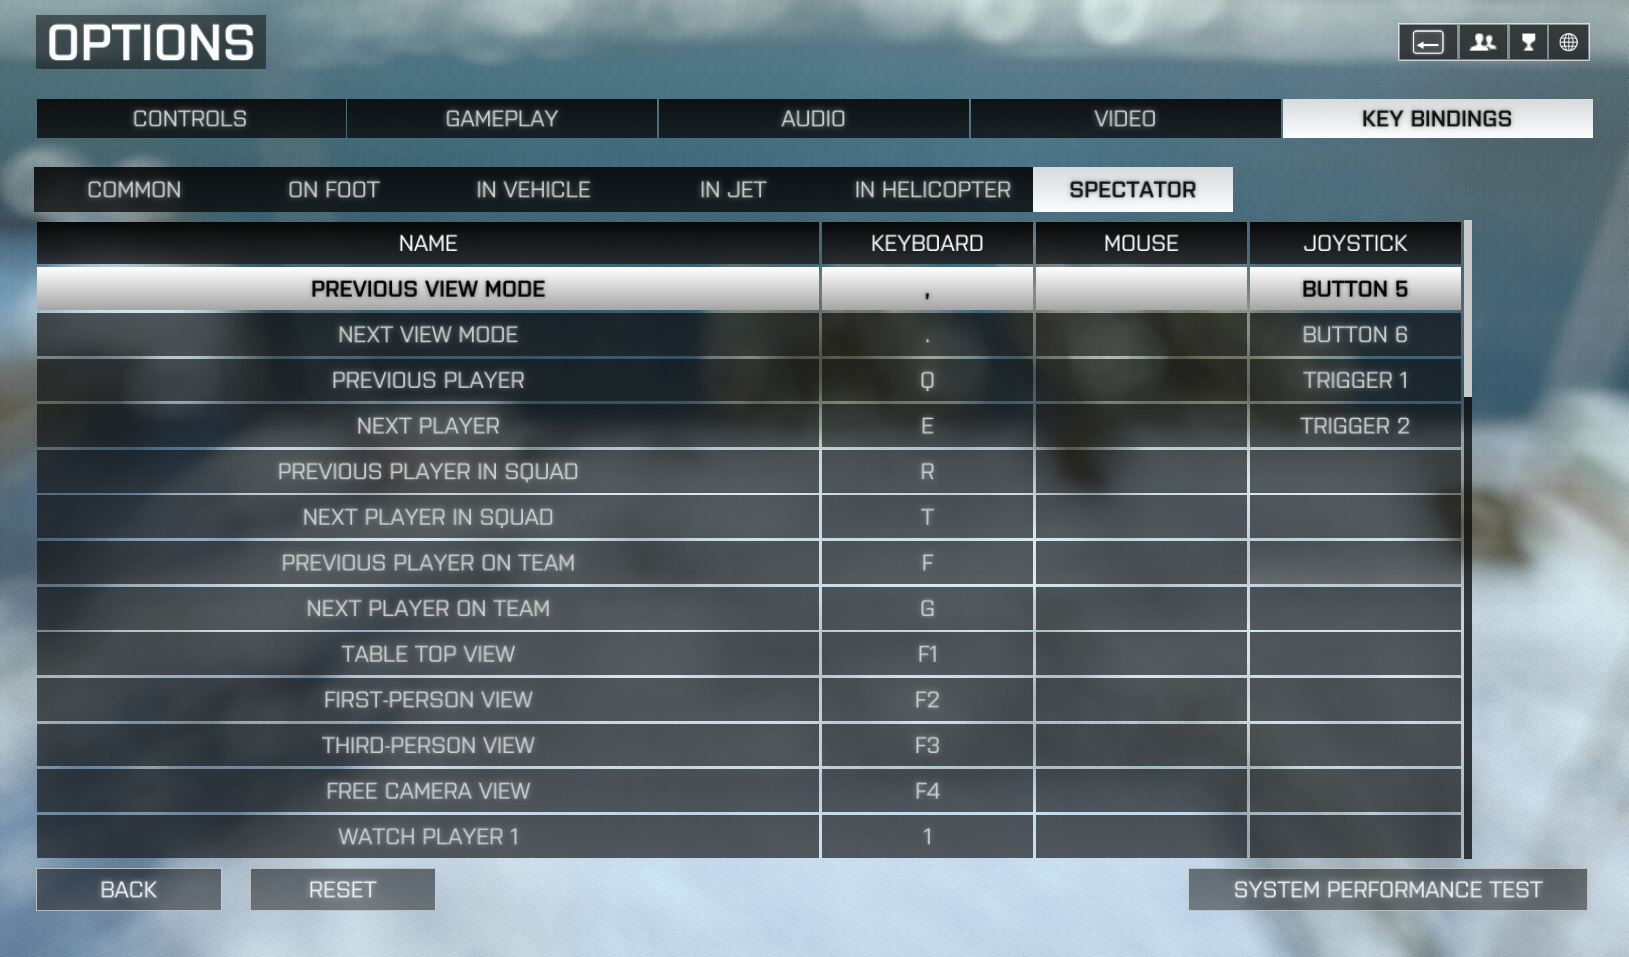 OPTIONS
CONTROLS GAMEPLAY AUDIO VIDEO KEY BINDINGS
COMMON ON FOOT IN VEHICLE IN JET IN HELICOPTER SPECTATOR
NAME KEYBOARD MOUSE JOYSTICK
PREVIOUS VIEW MODE , BUTTON 5
NEXT VIEW MODE . BUTTON 6
PREVIOUS PLAYER Q TRIGGER 1
NEXT PLAYER E TRIGGER 2
PREVIOUS PLAYER IN SQUAD R
NEXT PLAYER IN SQUAD T
PREVIOUS PLAYER ON TEAM F
NEXT PLAYER ON TEAM G
TABLE TOP VIEW F1
FIRST-PERSON VIEW F2
THIRD-PERSON VIEW F3
FREE CAMERA VIEW F4
WATCH PLAYER 1 1
BACK RESET SYSTEM PERFORMANCE TEST